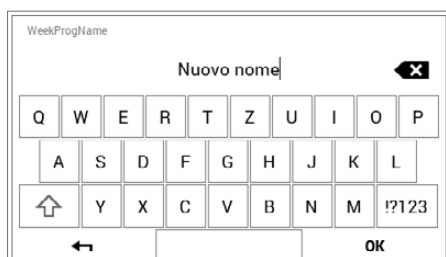 WeekProgName
Nuovo nome
Q W E R T Z U I O P
A S D F G H J K L
Y X C V B N M !?123
OK